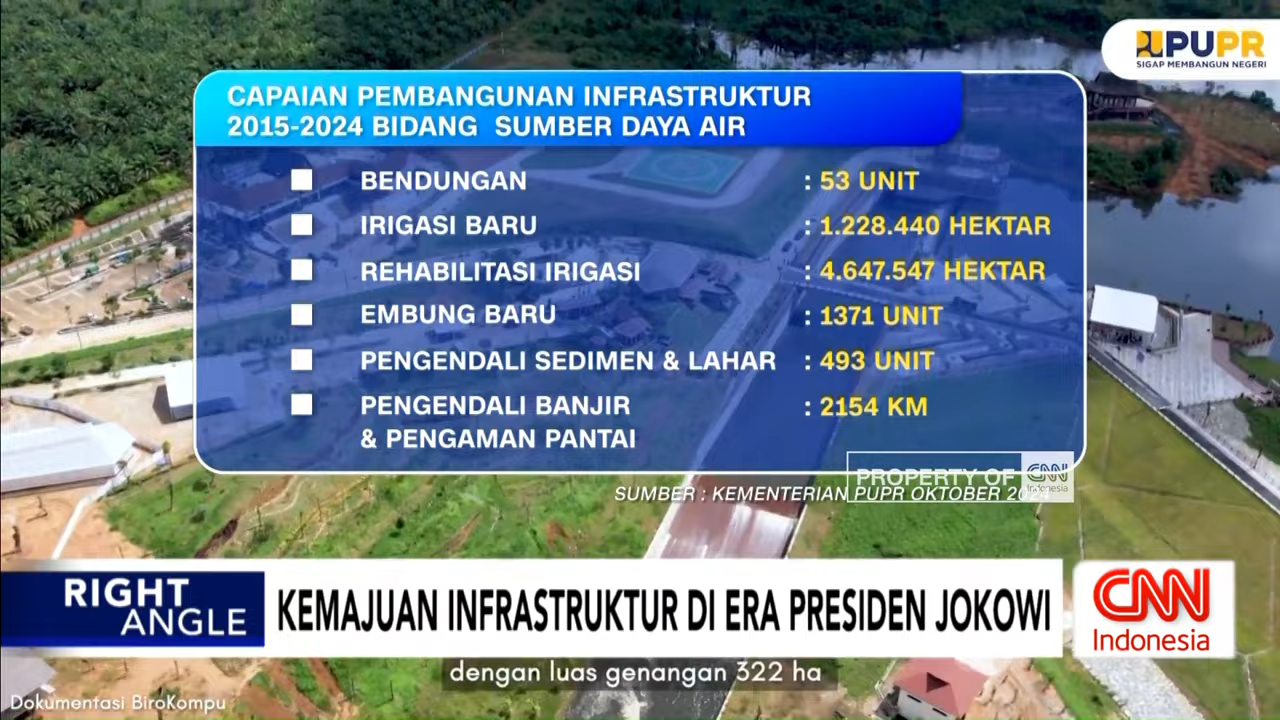 PUPR
SIGAP MEMBANGUN NEGERI
CAPAIAN PEMBANGUNAN INFRASTRUKTUR
2015-2024 BIDANG SUMBER DAYA AIR
BENDUNGAN : 53 UNIT
IRIGASI BARU : 1.228.440 HEKTAR
REHABILITASI IRIGASI : 4.647.547 HEKTAR
EMBUNG BARU : 1371 UNIT
PENGENDALI SEDIMEN & LAHAR : 493 UNIT
PENGENDALI BANJIR : 2154 KM
& PENGAMAN PANTAI
PROPERTY OF CNN Indonesia
SUMBER : KEMENTERIAN PUPR OKTOBER
RIGHT
ANGLE
KEMAJUAN INFRASTRUKTUR DI ERA PRESIDEN JOKOWI
CNN
Indonesia
dengan luas genangan 322 ha
Dokumentasi BiroKompu